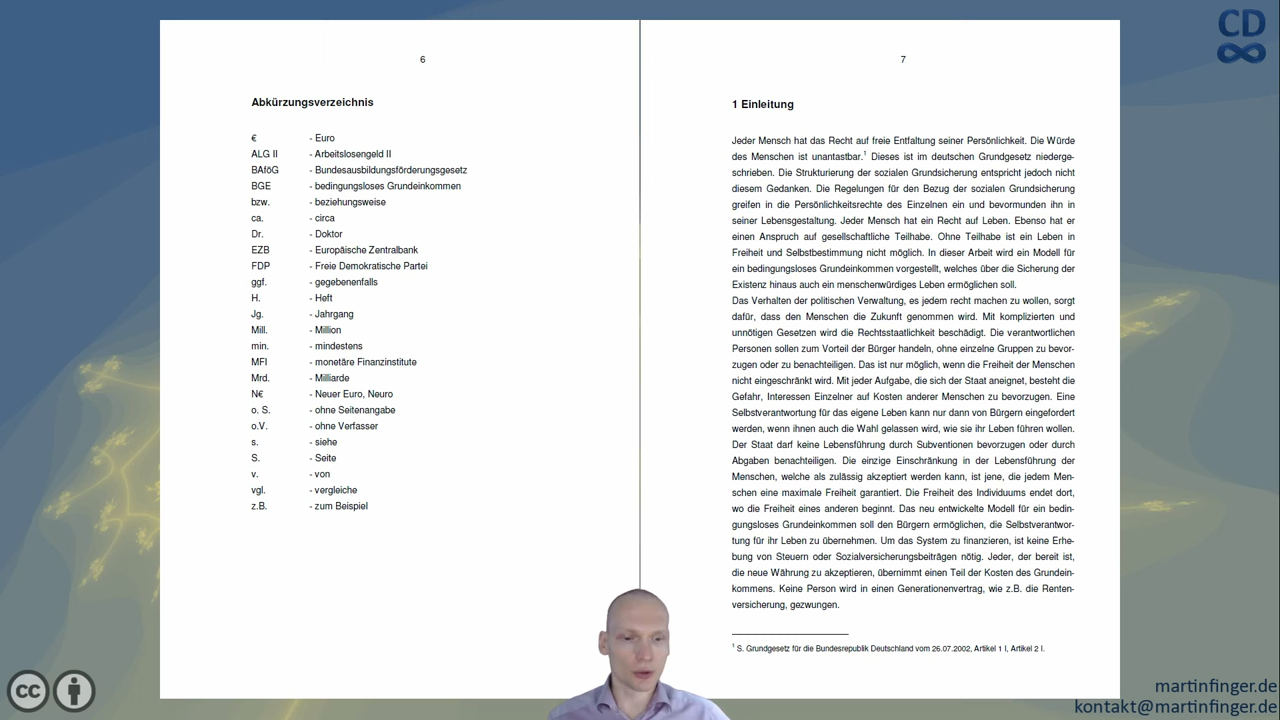 6
Abkürzungsverzeichnis
€ - Euro
ALG II - Arbeitslosengeld II
BAföG - Bundesausbildungsförderungsgesetz
BGE - bedingungsloses Grundeinkommen
bzw. - beziehungsweise
ca. - circa
Dr. - Doktor
EZB - Europäische Zentralbank
FDP - Freie Demokratische Partei
ggf. - gegebenenfalls
H. - Heft
Jg. - Jahrgang
Mill. - Million
min. - mindestens
MFI - monetäre Finanzinstitute
Mrd. - Milliarde
N€ - Neuer Euro, Neuro
o. S. - ohne Seitenangabe
o.V. - ohne Verfasser
s. - siehe
S. - Seite
v. - von
vgl. - vergleiche
z.B. - zum Beispiel
7
1 Einleitung
Jeder Mensch hat das Recht auf freie Entfaltung seiner Persönlichkeit. Die Würde
des Menschen ist unantastbar.¹ Dieses ist im deutschen Grundgesetz niederge-
schrieben. Die Strukturierung der sozialen Grundsicherung entspricht jedoch nicht
diesem Gedanken. Die Regelungen für den Bezug der sozialen Grundsicherung
greifen in die Persönlichkeitsrechte des Einzelnen ein und bevormunden ihn in
seiner Lebensgestaltung. Jeder Mensch hat ein Recht auf Leben. Ebenso hat er
einen Anspruch auf gesellschaftliche Teilhabe. Ohne Teilhabe ist ein Leben in
Freiheit und Selbstbestimmung nicht möglich. In dieser Arbeit wird ein Modell für
ein bedingungsloses Grundeinkommen vorgestellt, welches über die Sicherung der
Existenz hinaus auch ein menschenwürdiges Leben ermöglichen soll.
Das Verhalten der politischen Verwaltung, es jedem recht machen zu wollen, sorgt
dafür, dass den Menschen die Zukunft genommen wird. Mit komplizierten und
unnötigen Gesetzen wird die Rechtsstaatlichkeit beschädigt. Die verantwortlichen
Personen sollen zum Vorteil der Bürger handeln, ohne einzelne Gruppen zu bevor-
zugen oder zu benachteiligen. Das ist nur möglich, wenn die Freiheit der Menschen
nicht eingeschränkt wird. Mit jeder Aufgabe, die sich der Staat aneignet, besteht die
Gefahr, Interessen Einzelner auf Kosten anderer Menschen zu bevorzugen. Eine
Selbstverantwortung für das eigene Leben kann nur dann von Bürgern eingefordert
werden, wenn ihnen auch die Wahl gelassen wird, wie sie ihr Leben führen wollen.
Der Staat darf keine Lebensführung durch Subventionen bevorzugen oder durch
Abgaben benachteiligen. Die einzige Einschränkung in der Lebensführung der
Menschen, welche als zulässig akzeptiert werden kann, ist jene, die jedem Men-
schen eine maximale Freiheit garantiert. Die Freiheit des Individuums endet dort,
wo die Freiheit eines anderen beginnt. Das neu entwickelte Modell für ein bedin-
gungsloses Grundeinkommen soll den Bürgern ermöglichen, die Selbstverantwor-
tung für ihr Leben zu übernehmen. Um das System zu finanzieren, ist keine Erhe-
bung von Steuern oder Sozialversicherungsbeiträgen nötig. Jeder, der bereit ist,
die neue Währung zu akzeptieren, übernimmt einen Teil der Kosten des Grundein-
kommens. Keine Person wird in einen Generationenvertrag, wie z.B. die Renten-
versicherung, gezwungen.
¹ S. Grundgesetz für die Bundesrepublik Deutschland vom 26.07.2002, Artikel 1 I, Artikel 2 I.
CD
cc
martinfinger.de
kontakt@martinfinger.de